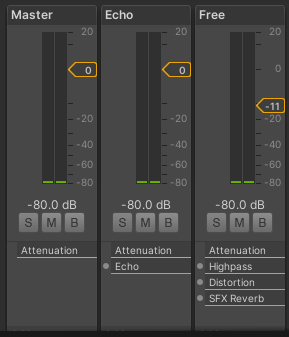 Master
20
0
-20
-40
-60
-80
-80.0 dB
S M B
Attenuation
Echo
20
0
-20
-40
-60
-80
-80.0 dB
S M B
Attenuation
Echo
Free
20
0
-11
-20
-40
-60
-80
-80.0 dB
S M B
Attenuation
Highpass
Distortion
SFX Reverb